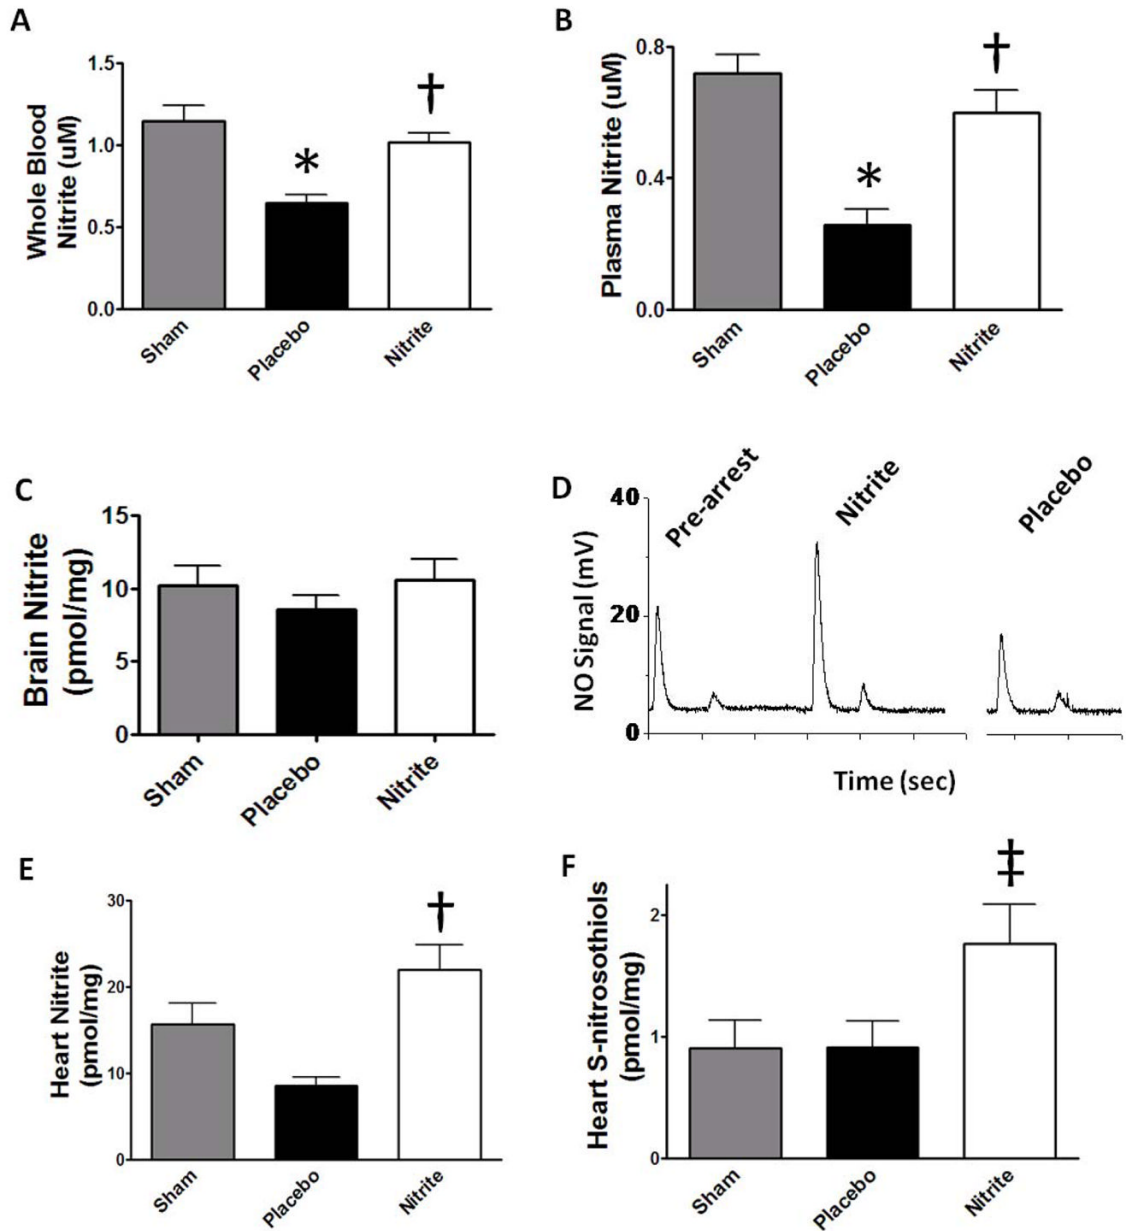 A
Whole Blood
Nitrite (uM)
1.5
1.0
0.5
0.0
*
†
Sham
Placebo
Nitrite
B
Plasma Nitrite (uM)
0.8
0.4
0.0
*
†
Sham
Placebo
Nitrite
C
Brain Nitrite
(pmol/mg)
15
10
5
0
Sham
Placebo
Nitrite
D
NO Signal (mV)
40
20
0
Pre-arrest
Nitrite
Placebo
Time (sec)
E
Heart Nitrite
(pmol/mg)
30
20
10
0
†
Sham
Placebo
Nitrite
F
Heart S-nitrosothiols
(pmol/mg)
2
1
0
‡
Sham
Placebo
Nitrite